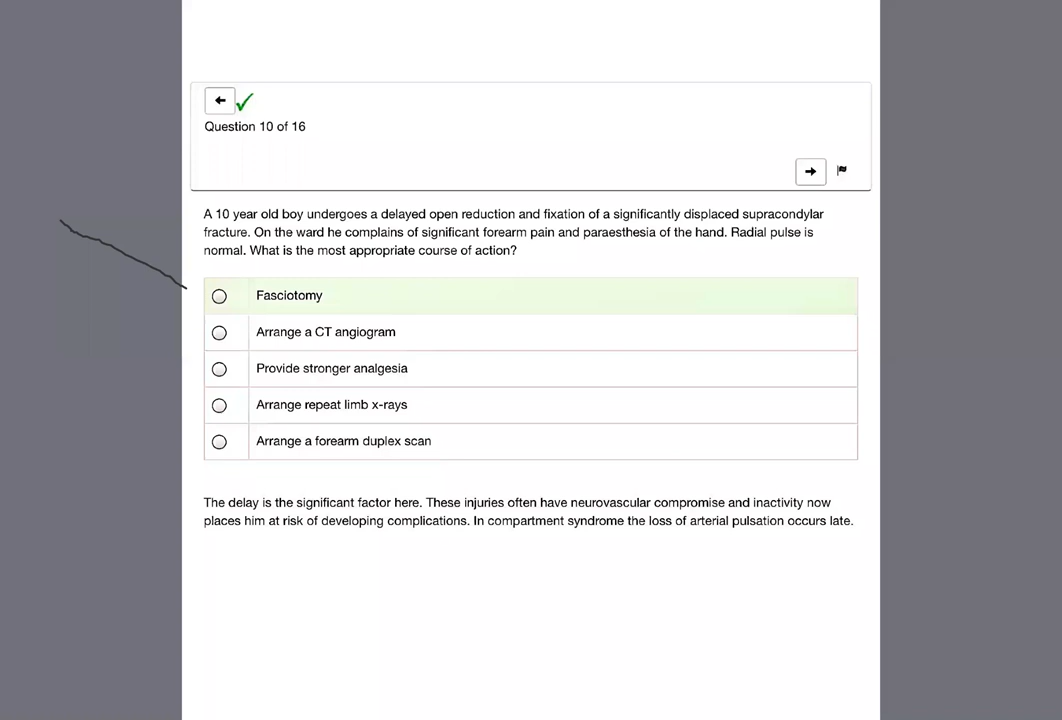 Question 10 of 16
A 10 year old boy undergoes a delayed open reduction and fixation of a significantly displaced supracondylar
fracture. On the ward he complains of significant forearm pain and paraesthesia of the hand. Radial pulse is
normal. What is the most appropriate course of action?
Fasciotomy
Arrange a CT angiogram
Provide stronger analgesia
Arrange repeat limb x-rays
Arrange a forearm duplex scan
The delay is the significant factor here. These injuries often have neurovascular compromise and inactivity now
places him at risk of developing complications. In compartment syndrome the loss of arterial pulsation occurs late.